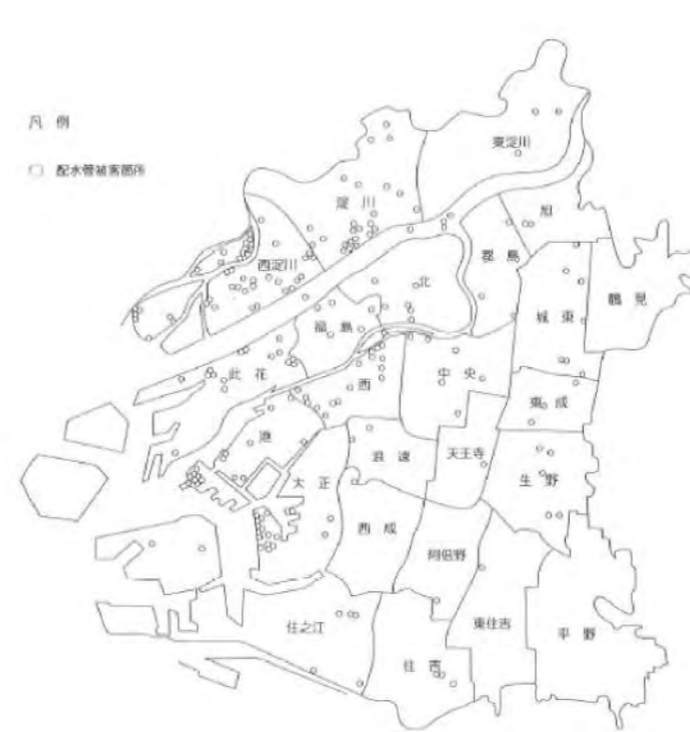 凡 例
配水管被害箇所
東淀川
淀 川
旭
西淀川
都 島
北
鶴 見
城 東
福 島
此 花
西
中 央
東 成
港
浪 速
天王寺
大 正
生 野
西 成
阿倍野
住之江
東住吉
平 野
住 吉